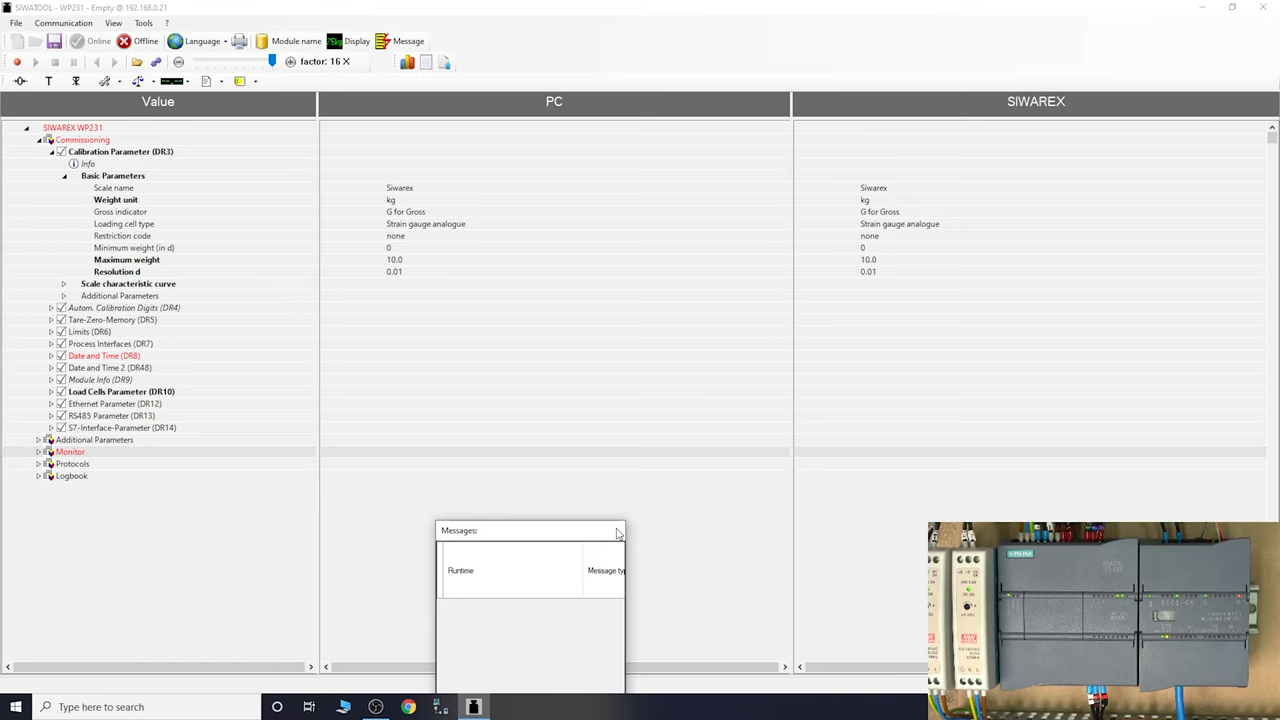 SIWATOOL - WP231 - Empty @ 192.168.0.21
File Communication View Tools ?
Online Offline Language Module name 75kg Display Message
factor: 16 X
T
Value PC SIWAREX
SIWAREX WP231
Commissioning
Calibration Parameter (DR3)
Info
Basic Parameters
Scale name Siwarex Siwarex
Weight unit kg kg
Gross indicator G for Gross G for Gross
Loading cell type Strain gauge analogue Strain gauge analogue
Restriction code none none
Minimum weight (in d) 0 0
Maximum weight 10.0 10.0
Resolution d 0.01 0.01
Scale characteristic curve
Additional Parameters
Autom. Calibration Digits (DR4)
Tare-Zero-Memory (DR5)
Limits (DR6)
Process Interfaces (DR7)
Date and Time (DR8)
Date and Time 2 (DR48)
Module Info (DR9)
Load Cells Parameter (DR10)
Ethernet Parameter (DR12)
RS485 Parameter (DR13)
S7-Interface-Parameter (DR14)
Additional Parameters
Monitor
Protocols
Logbook
Messages:
Runtime Message typ
SIEMENS
Type here to search